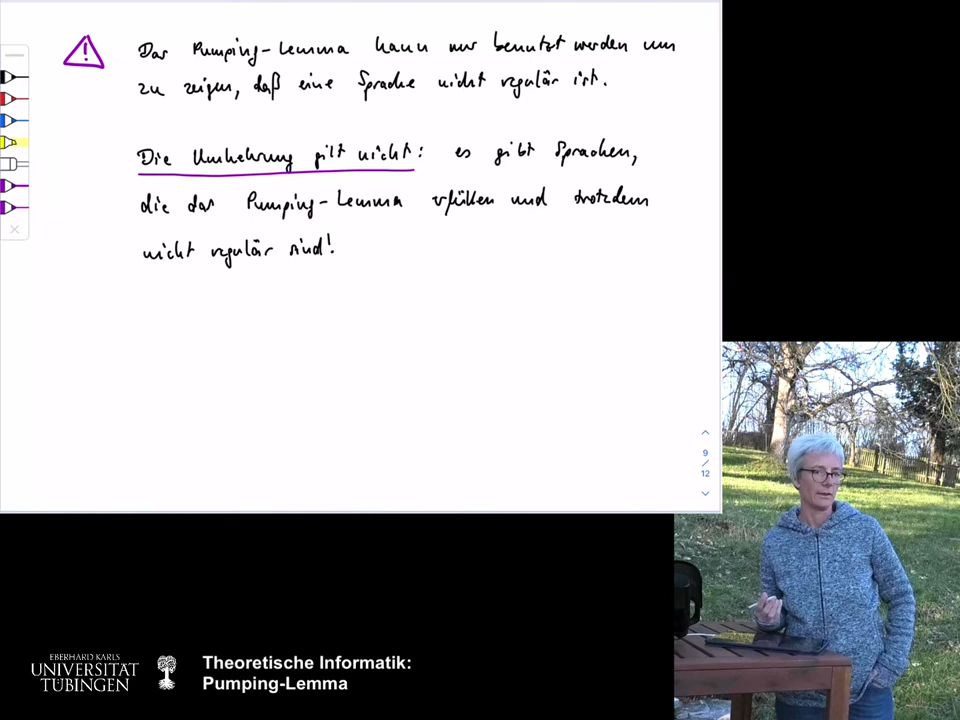 Das Pumping-Lemma kann nur benutzt werden um
zu zeigen, daß eine Sprache nicht regulär ist.
Die Umkehrung gilt nicht: es gibt Sprachen,
die das Pumping-Lemma erfüllen und trotzdem
nicht regulär sind!
9
/
12
EBERHARD KARLS
UNIVERSITÄT
TÜBINGEN
Theoretische Informatik:
Pumping-Lemma